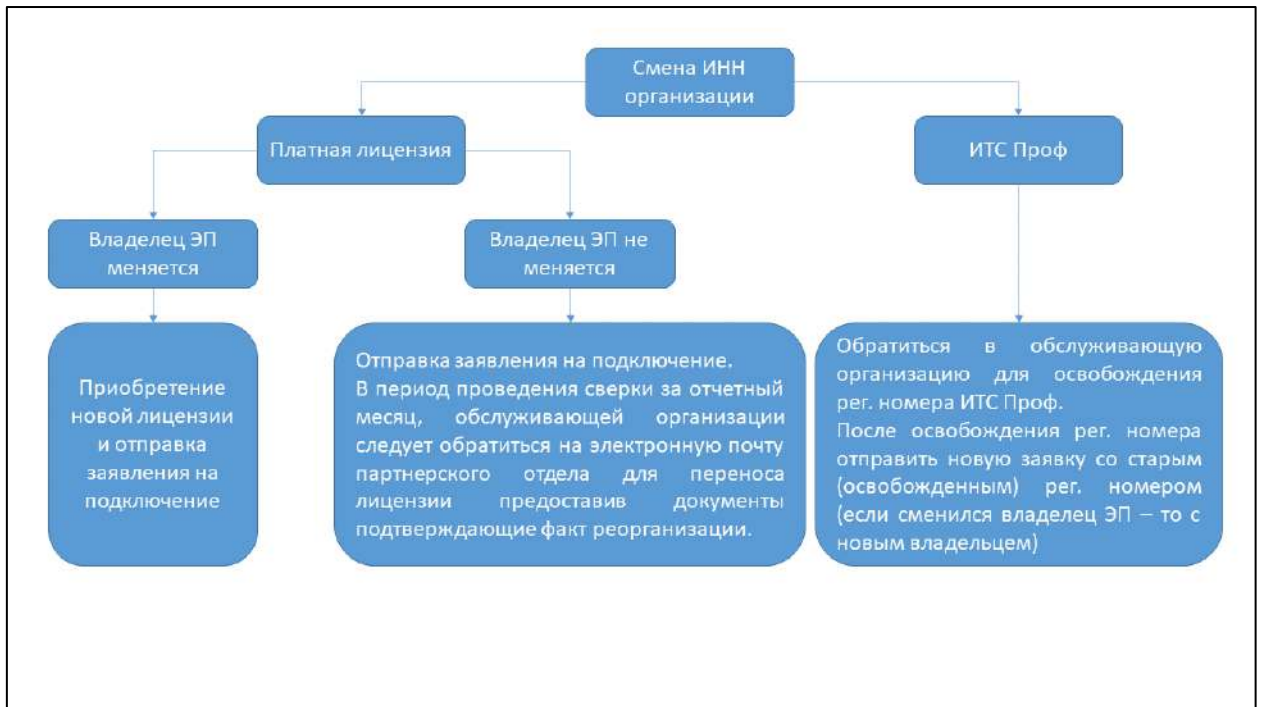 Смена ИНН
организации
Платная лицензия
ИТС Проф
Владелец ЭП
меняется
Владелец ЭП не
меняется
Приобретение
новой лицензии
и отправка
заявления на
подключение
Отправка заявления на подключение.
В период проведения сверки за отчетный
месяц, обслуживающей организации
следует обратиться на электронную почту
партнерского отдела для переноса
лицензии предоставив документы
подтверждающие факт реорганизации.
Обратиться в обслуживающую
организацию для освобождения
рег. номера ИТС Проф.
После освобождения рег. номера
отправить новую заявку со старым
(освобожденным) рег. номером
(если сменился владелец ЭП – то с
новым владельцем)